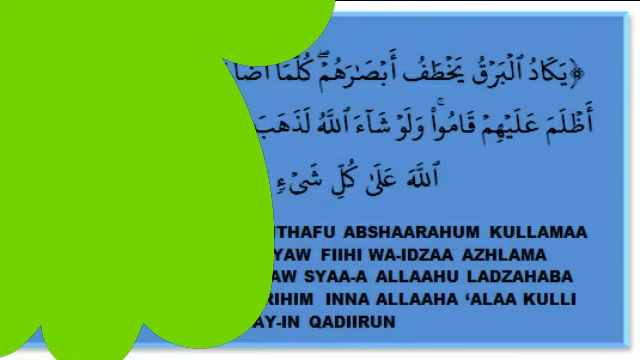 ﴿يَكَادُ ٱلْبَرْقُ يَخْطَفُ أَبْصَٰرَهُمْ ۖ كُلَّمَآ
أَظْلَمَ عَلَيْهِمْ قَامُوا۟ ۚ وَلَوْ شَآءَ ٱللَّهُ لَذَهَبَ
ٱللَّهَ عَلَىٰ كُلِّ شَىْءٍ
THAFU ABSHAARAHUM KULLAMAA
YAW FIIHI WA-IDZAA AZHLAMA
AW SYAA-A ALLAAHU LADZAHABA
RIHIM INNA ALLAAHA ‘ALAA KULLI
AY-IN QADIIRUN